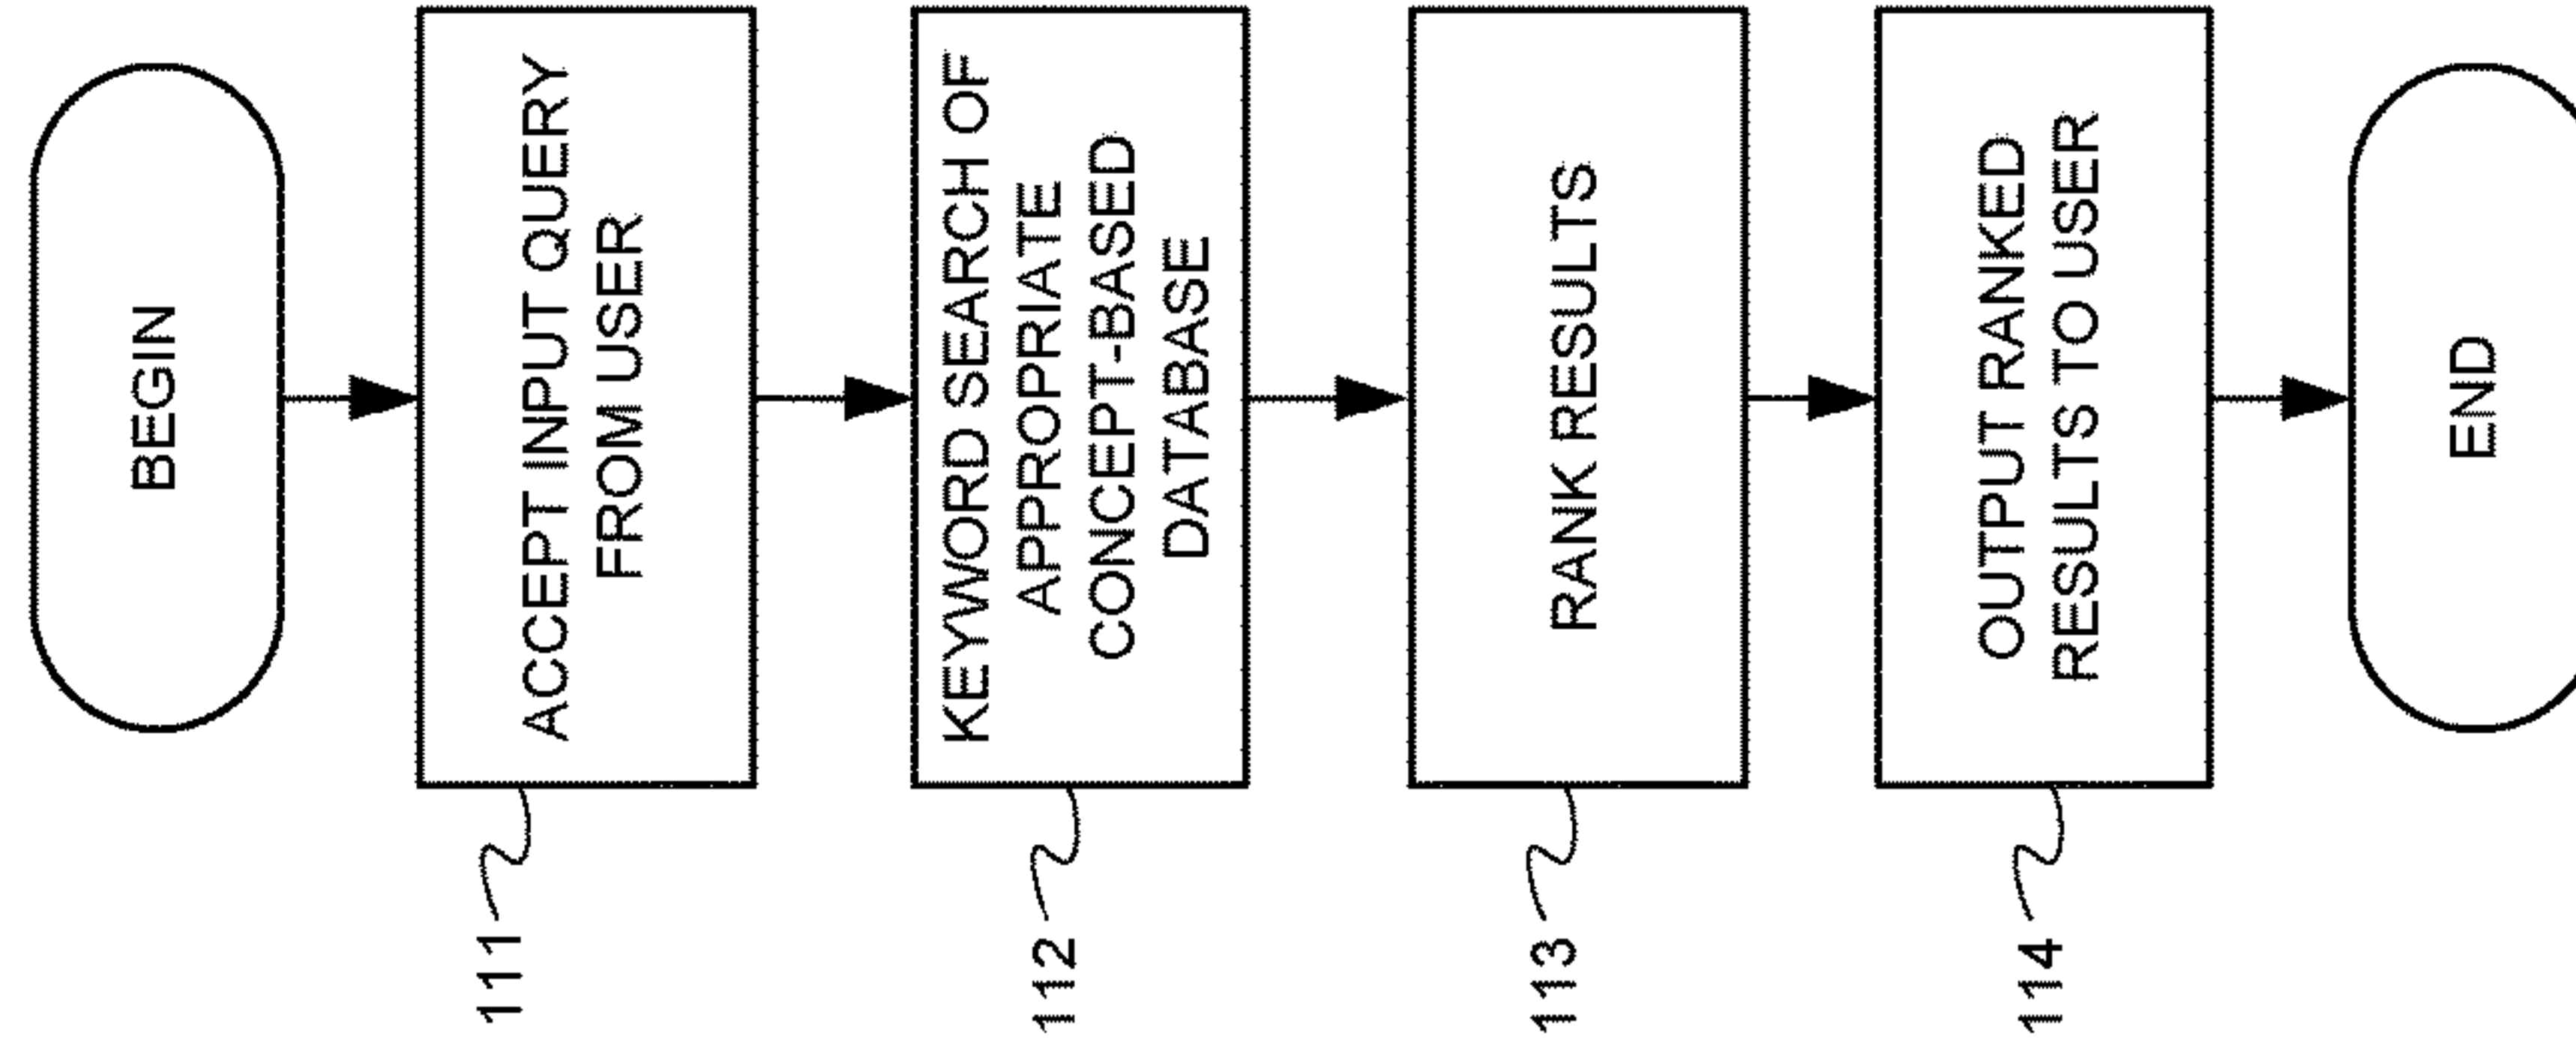 BEGIN
111
ACCEPT INPUT QUERY
FROM USER
112
KEYWORD SEARCH OF
APPROPRIATE
CONCEPT-BASED
DATABASE
113
RANK RESULTS
114
OUTPUT RANKED
RESULTS TO USER
END